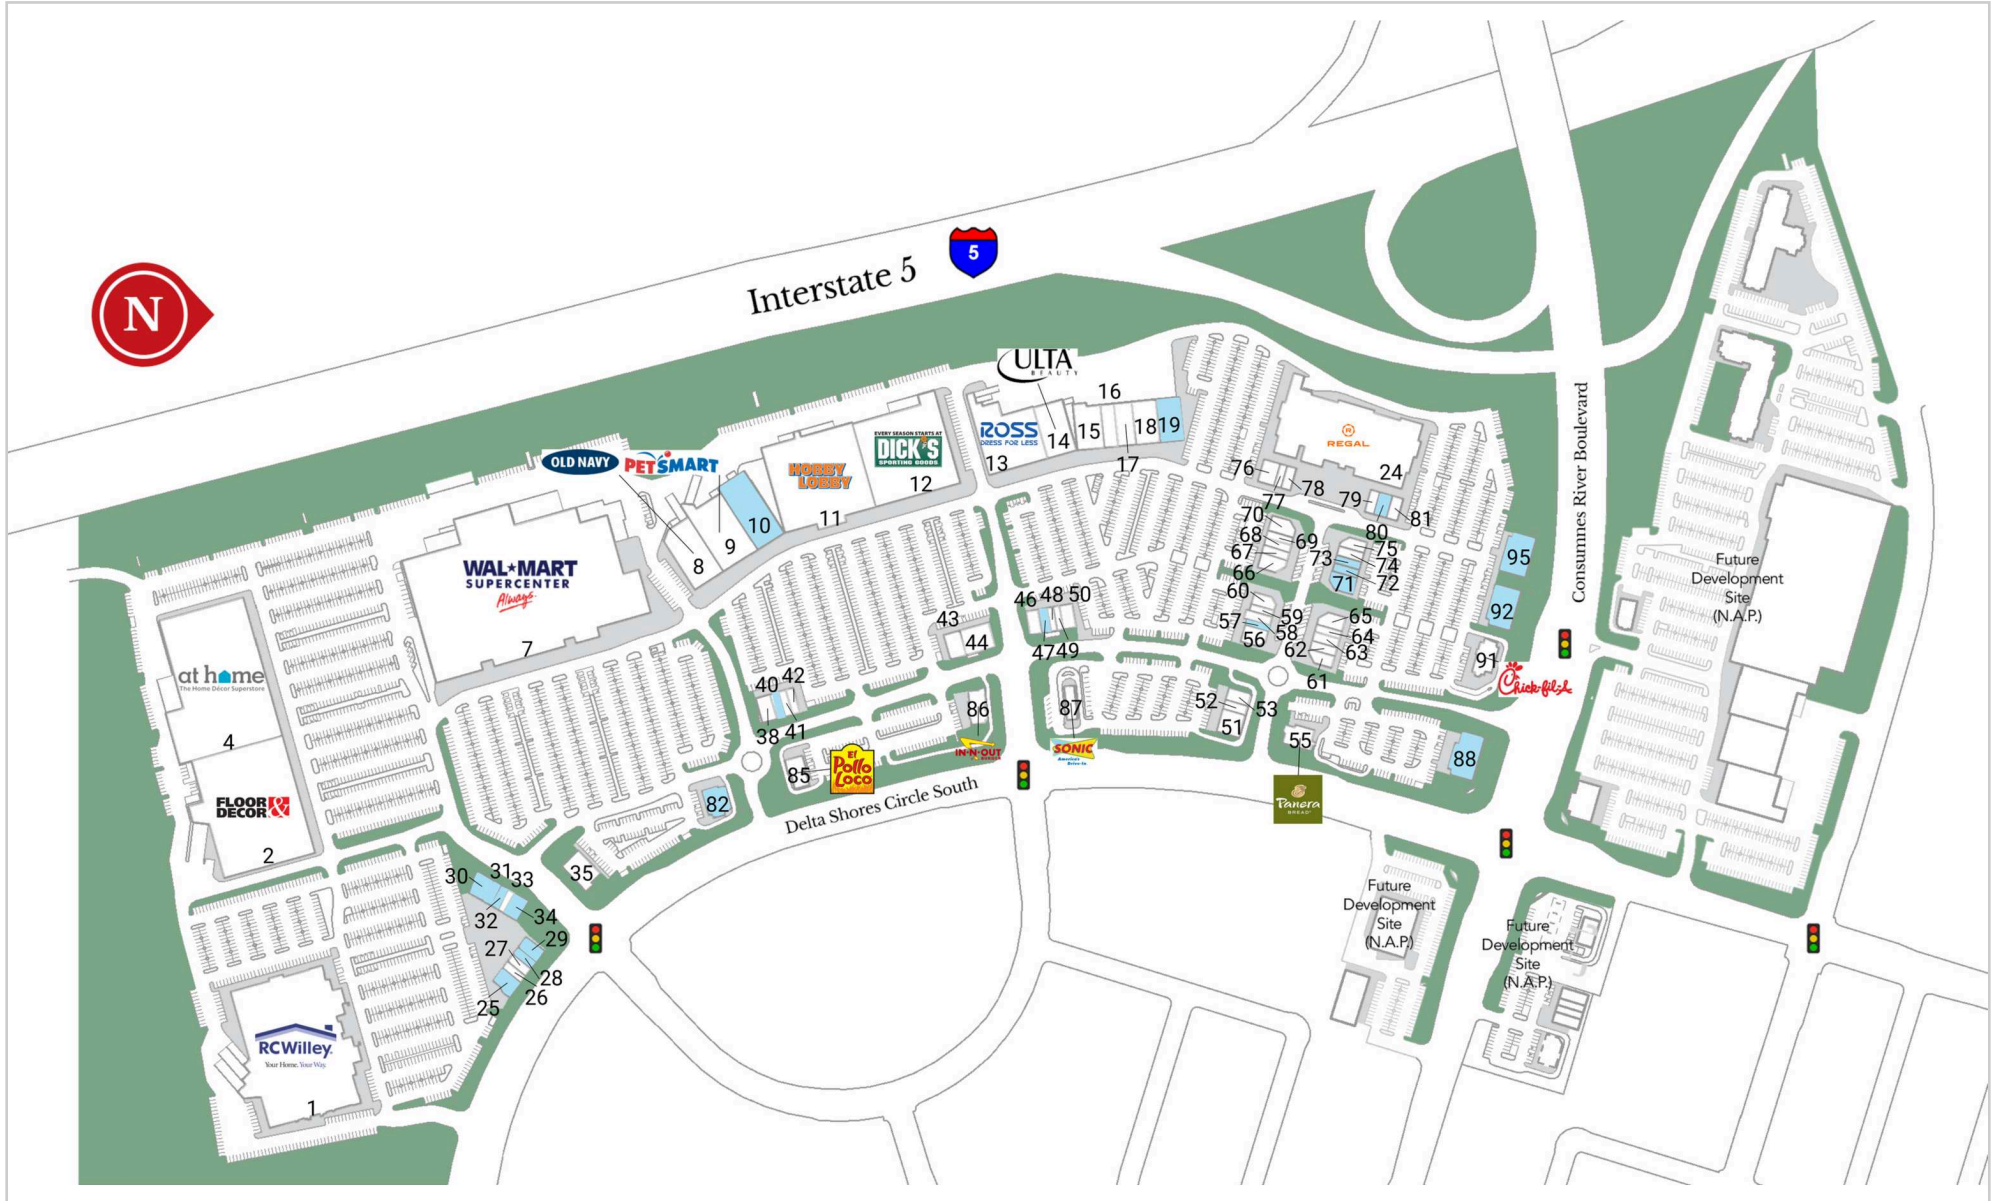 N
Interstate 5
5
ULTA
BEAUTY
16
ROSS
DRESS FOR LESS
14
15
18
19
13
17
EVERY SEASON STARTS AT
DICK'S
SPORTING GOODS
12
HOBBY
LOBBY
11
OLD NAVY
PETSMART
10
9
8
WAL★MART
SUPERCENTER
Always.
7
REGAL
24
76
77
78
79
80
81
70
68
69
67
66
73
75
74
72
71
60
59
57
58
56
65
64
62
63
61
95
92
91
Chick-fil-A
Consumnes River Boulevard
Future
Development
Site
(N.A.P.)
46
48
50
47
49
43
44
40
42
38
41
86
IN-N-OUT
BURGER
87
SONIC
America's
Drive-In.
52
53
51
55
Panera
BREAD
88
85
El
Pollo
Loco
82
Delta Shores Circle South
at home
The Home Décor Superstore
4
FLOOR &
DECOR
2
35
30
31
33
32
34
27
29
28
26
25
RCWilley.
Your Home. Your Way.
1
Future
Development
Site
(N.A.P.)
Future
Development
Site
(N.A.P.)